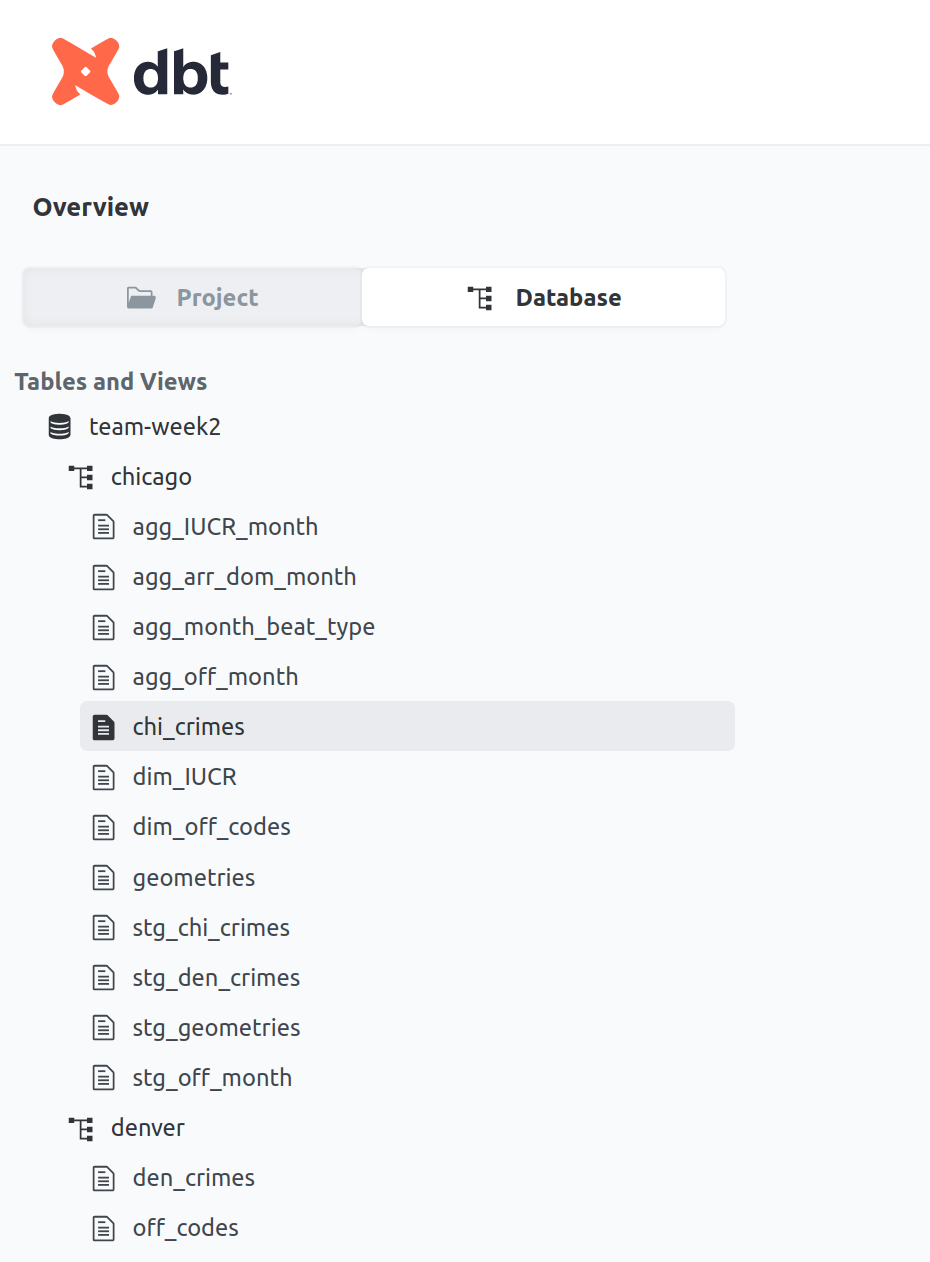 dbt
Overview
Project
Database
Tables and Views
team-week2
chicago
agg_IUCR_month
agg_arr_dom_month
agg_month_beat_type
agg_off_month
chi_crimes
dim_IUCR
dim_off_codes
geometries
stg_chi_crimes
stg_den_crimes
stg_geometries
stg_off_month
denver
den_crimes
off_codes